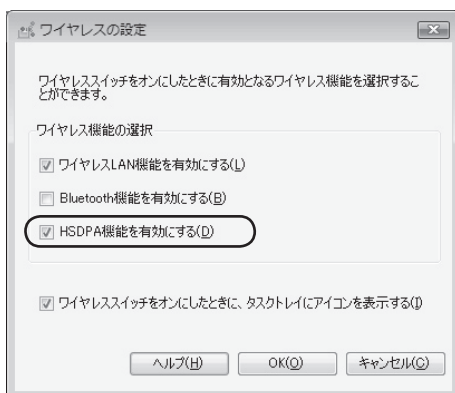 ワイヤレスの設定
ワイヤレススイッチをオンにしたときに有効となるワイヤレス機能を選択するこ
とができます。
ワイヤレス機能の選択
ワイヤレスLAN機能を有効にする(L)
Bluetooth機能を有効にする(B)
HSDPA機能を有効にする(D)
ワイヤレススイッチをオンにしたときに、タスクトレイにアイコンを表示する(I)
ヘルプ(H)
OK(O)
キャンセル(C)